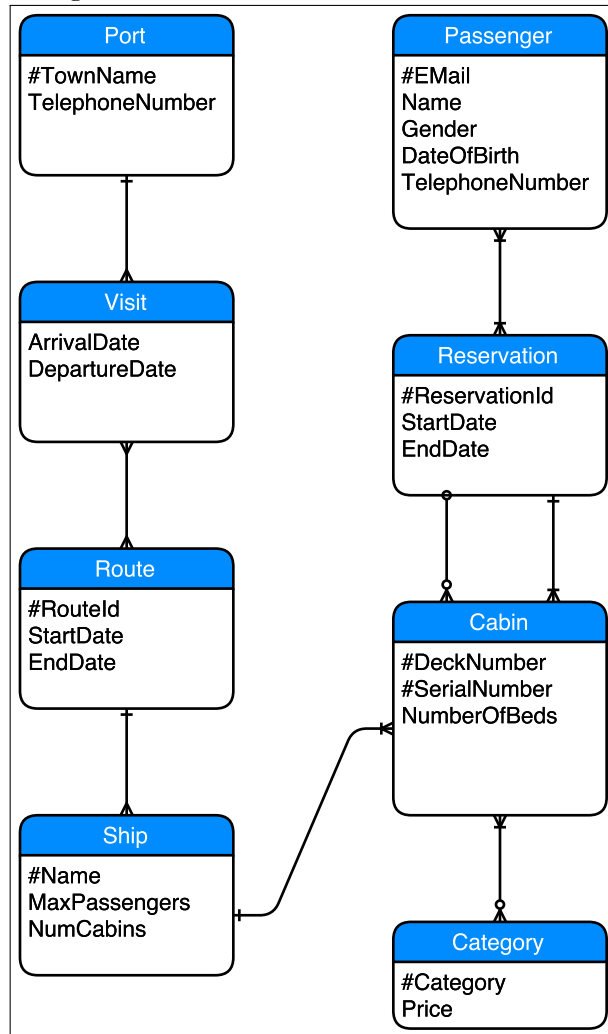 Port
#TownName
TelephoneNumber
Visit
ArrivalDate
DepartureDate
Route
#RouteId
StartDate
EndDate
Ship
#Name
MaxPassengers
NumCabins
Passenger
#EMail
Name
Gender
DateOfBirth
TelephoneNumber
Reservation
#ReservationId
StartDate
EndDate
Cabin
#DeckNumber
#SerialNumber
NumberOfBeds
Category
#Category
Price